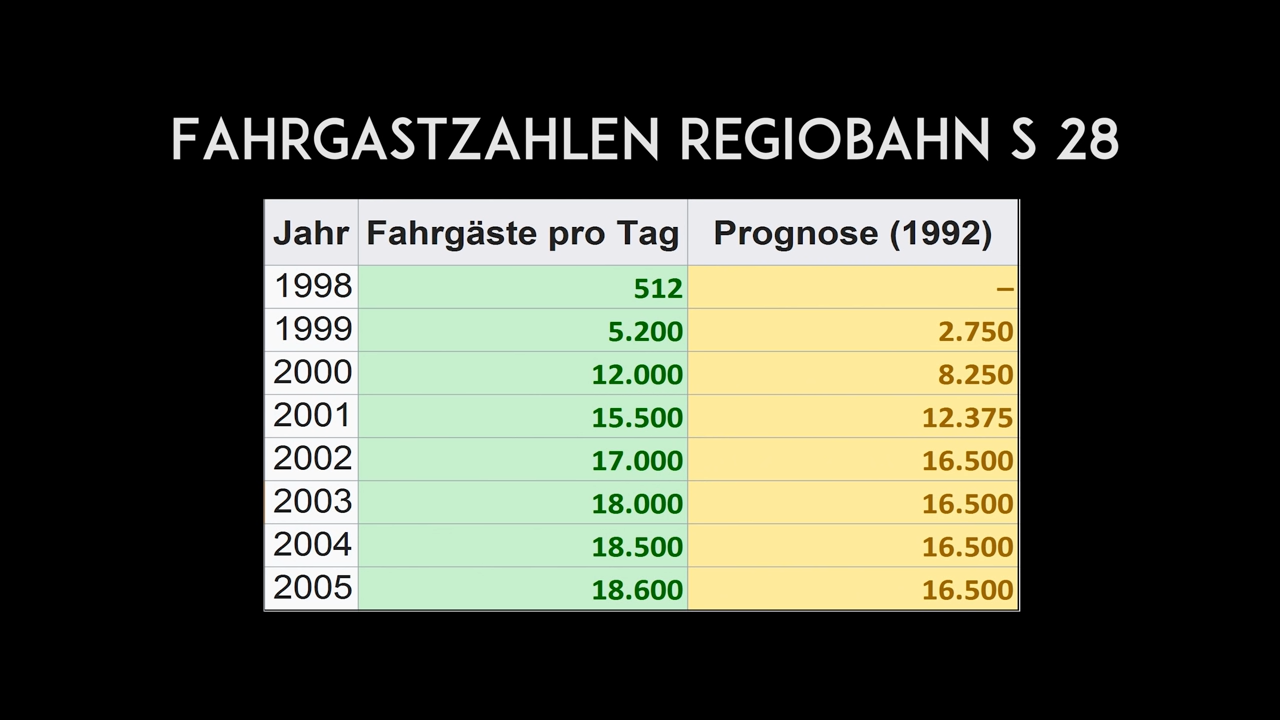 FAHRGASTZAHLEN REGIOBAHN S 28
Jahr Fahrgäste pro Tag Prognose (1992)
1998 512 –
1999 5.200 2.750
2000 12.000 8.250
2001 15.500 12.375
2002 17.000 16.500
2003 18.000 16.500
2004 18.500 16.500
2005 18.600 16.500